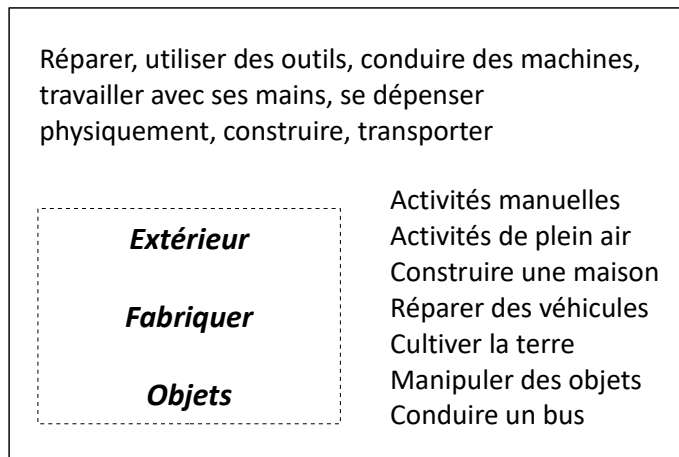 Réparer, utiliser des outils, conduire des machines,
travailler avec ses mains, se dépenser
physiquement, construire, transporter
Extérieur
Fabriquer
Objets
Activités manuelles
Activités de plein air
Construire une maison
Réparer des véhicules
Cultiver la terre
Manipuler des objets
Conduire un bus